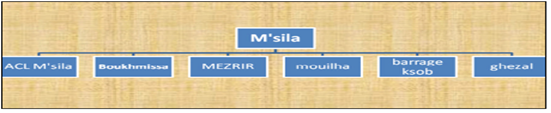 M'sila
ACL M'sila
Boukhmissa
MEZRIR
mouilha
barrage
ksob
ghezal